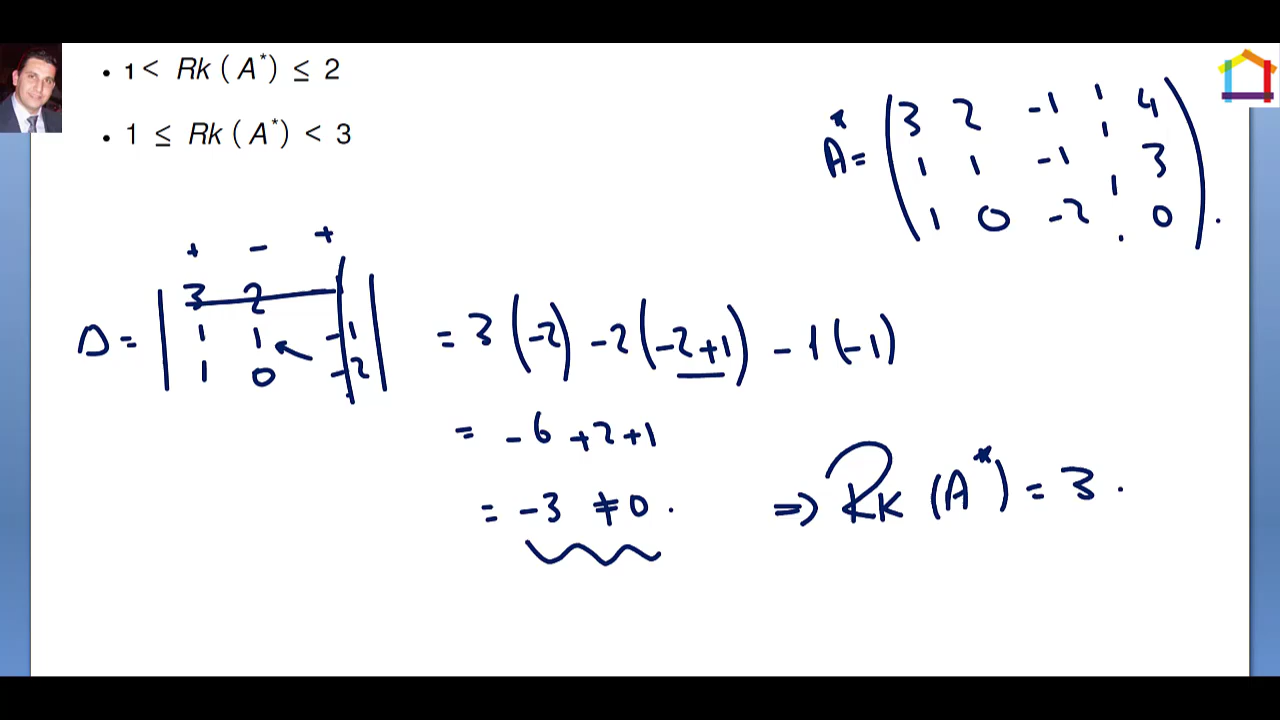 • 1 < Rk ( A* ) ≤ 2
• 1 ≤ Rk ( A* ) < 3
A* = ( 3 2 -1 ¦ 4
1 1 -1 ¦ 3
1 0 -2 ¦ 0 ) .
+ - +
Δ = | 3 2 |
1 1 -1
1 0 -2
= 3 (-2) -2 (-2+1) - 1 (-1)
= -6 +2 +1
= -3 ≠ 0 . ⇒ Rk (A*) = 3 .